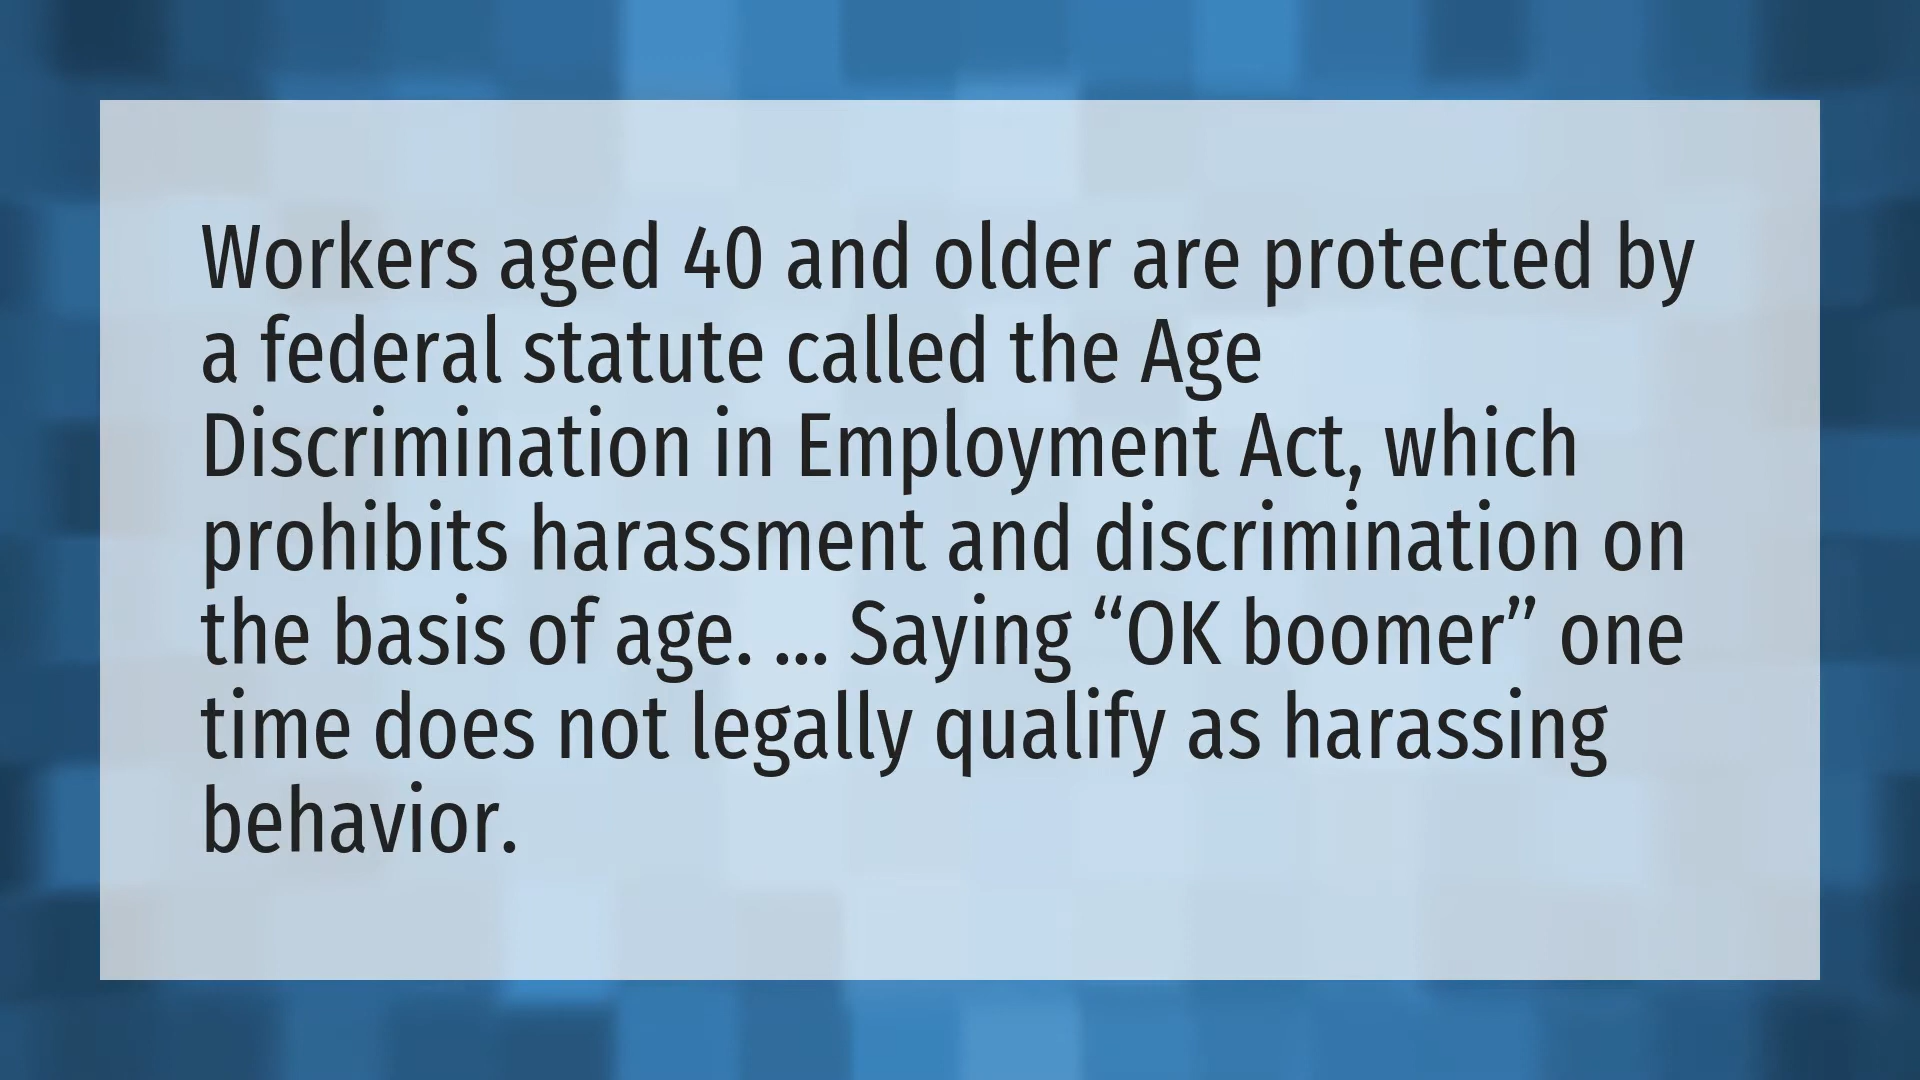 Workers aged 40 and older are protected by
a federal statute called the Age
Discrimination in Employment Act, which
prohibits harassment and discrimination on
the basis of age. ... Saying “OK boomer” one
time does not legally qualify as harassing
behavior.